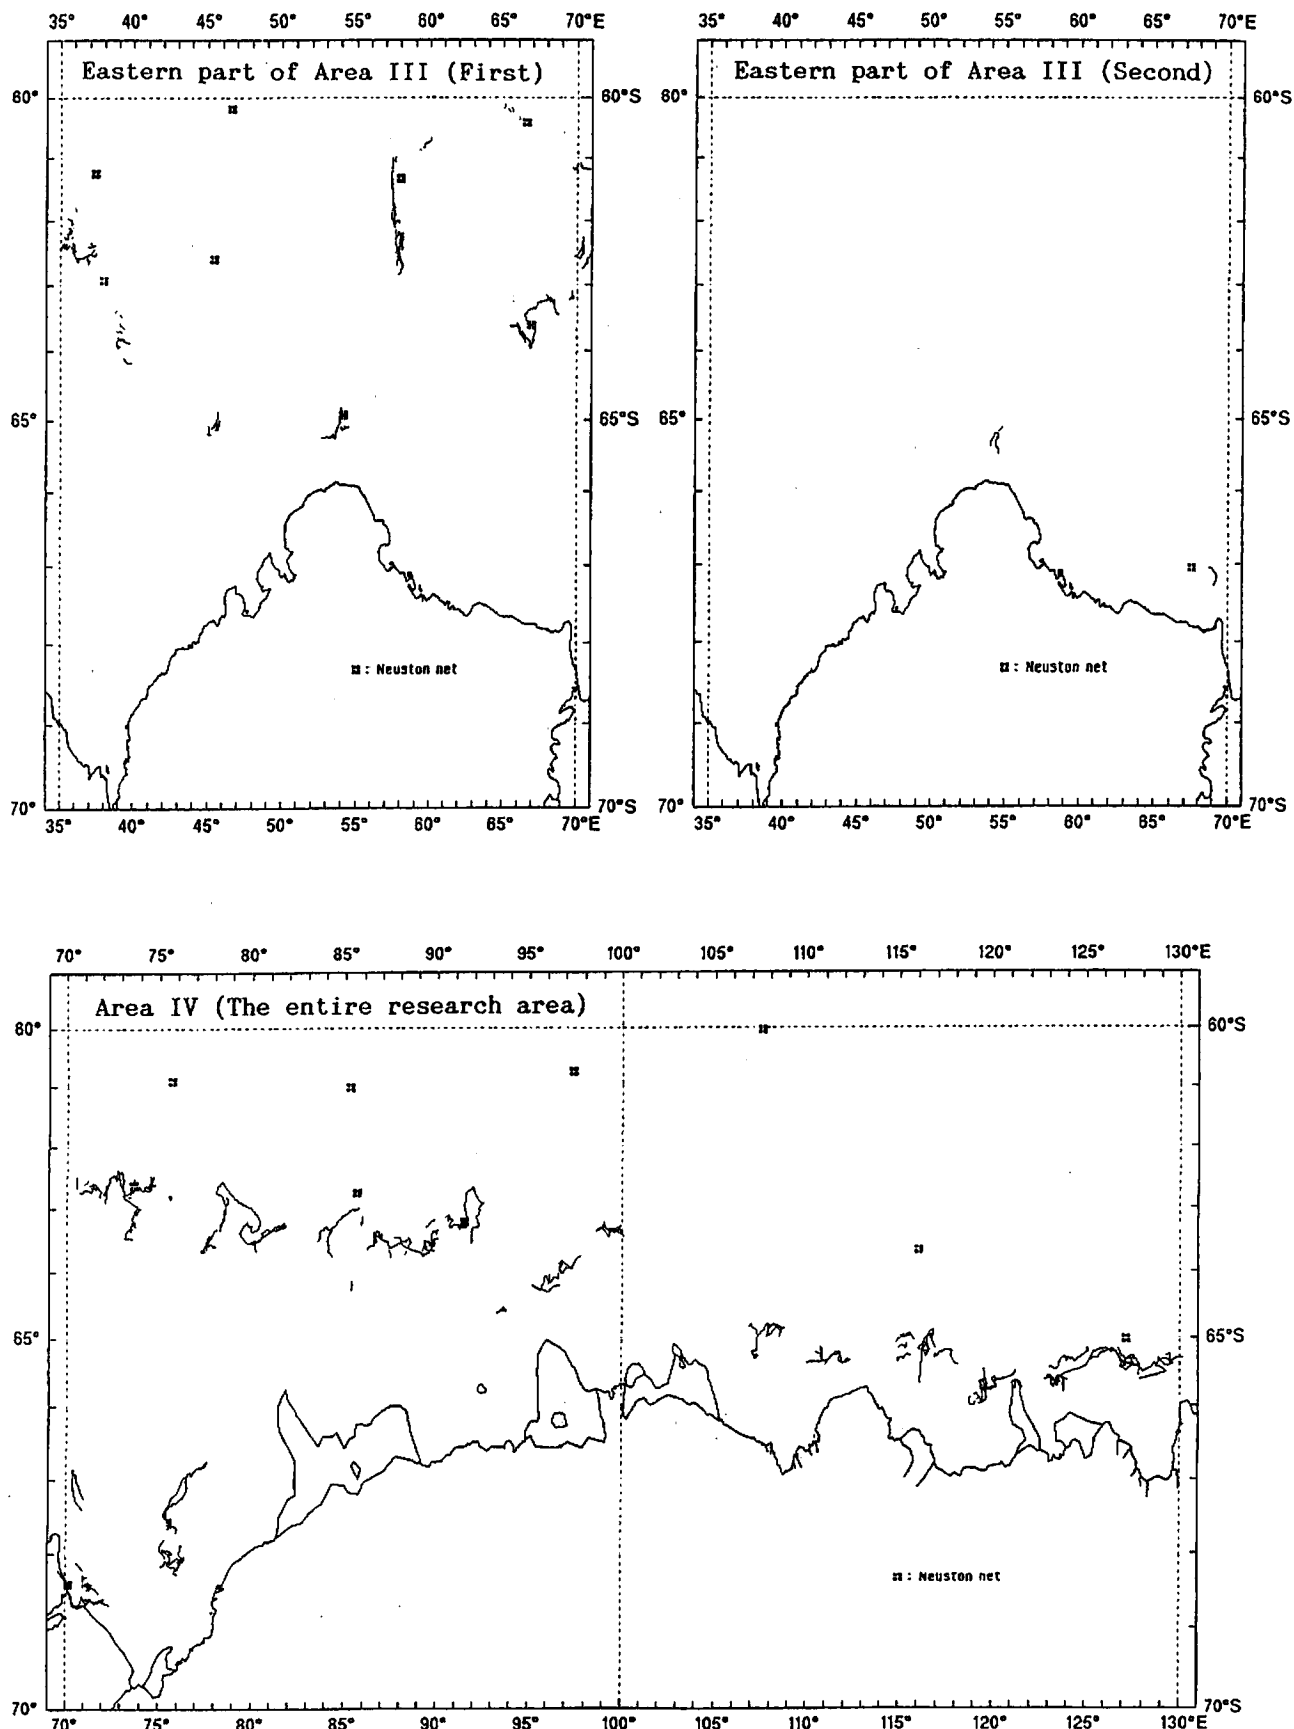 35° 40° 45° 50° 55° 60° 65° 70°E
Eastern part of Area III (First)
80° 60°S
65° 65°S
⌗: Neuston net
70° 70°S
35° 40° 45° 50° 55° 60° 65° 70°E
35° 40° 45° 50° 55° 60° 65° 70°E
Eastern part of Area III (Second)
80° 60°S
65° 65°S
⌗: Neuston net
70° 70°S
35° 40° 45° 50° 55° 60° 65° 70°E
70° 75° 80° 85° 90° 95° 100° 105° 110° 115° 120° 125° 130°E
Area IV (The entire research area)
80° 60°S
65° 65°S
⌗: Neuston net
70° 70°S
70° 75° 80° 85° 90° 95° 100° 105° 110° 115° 120° 125° 130°E